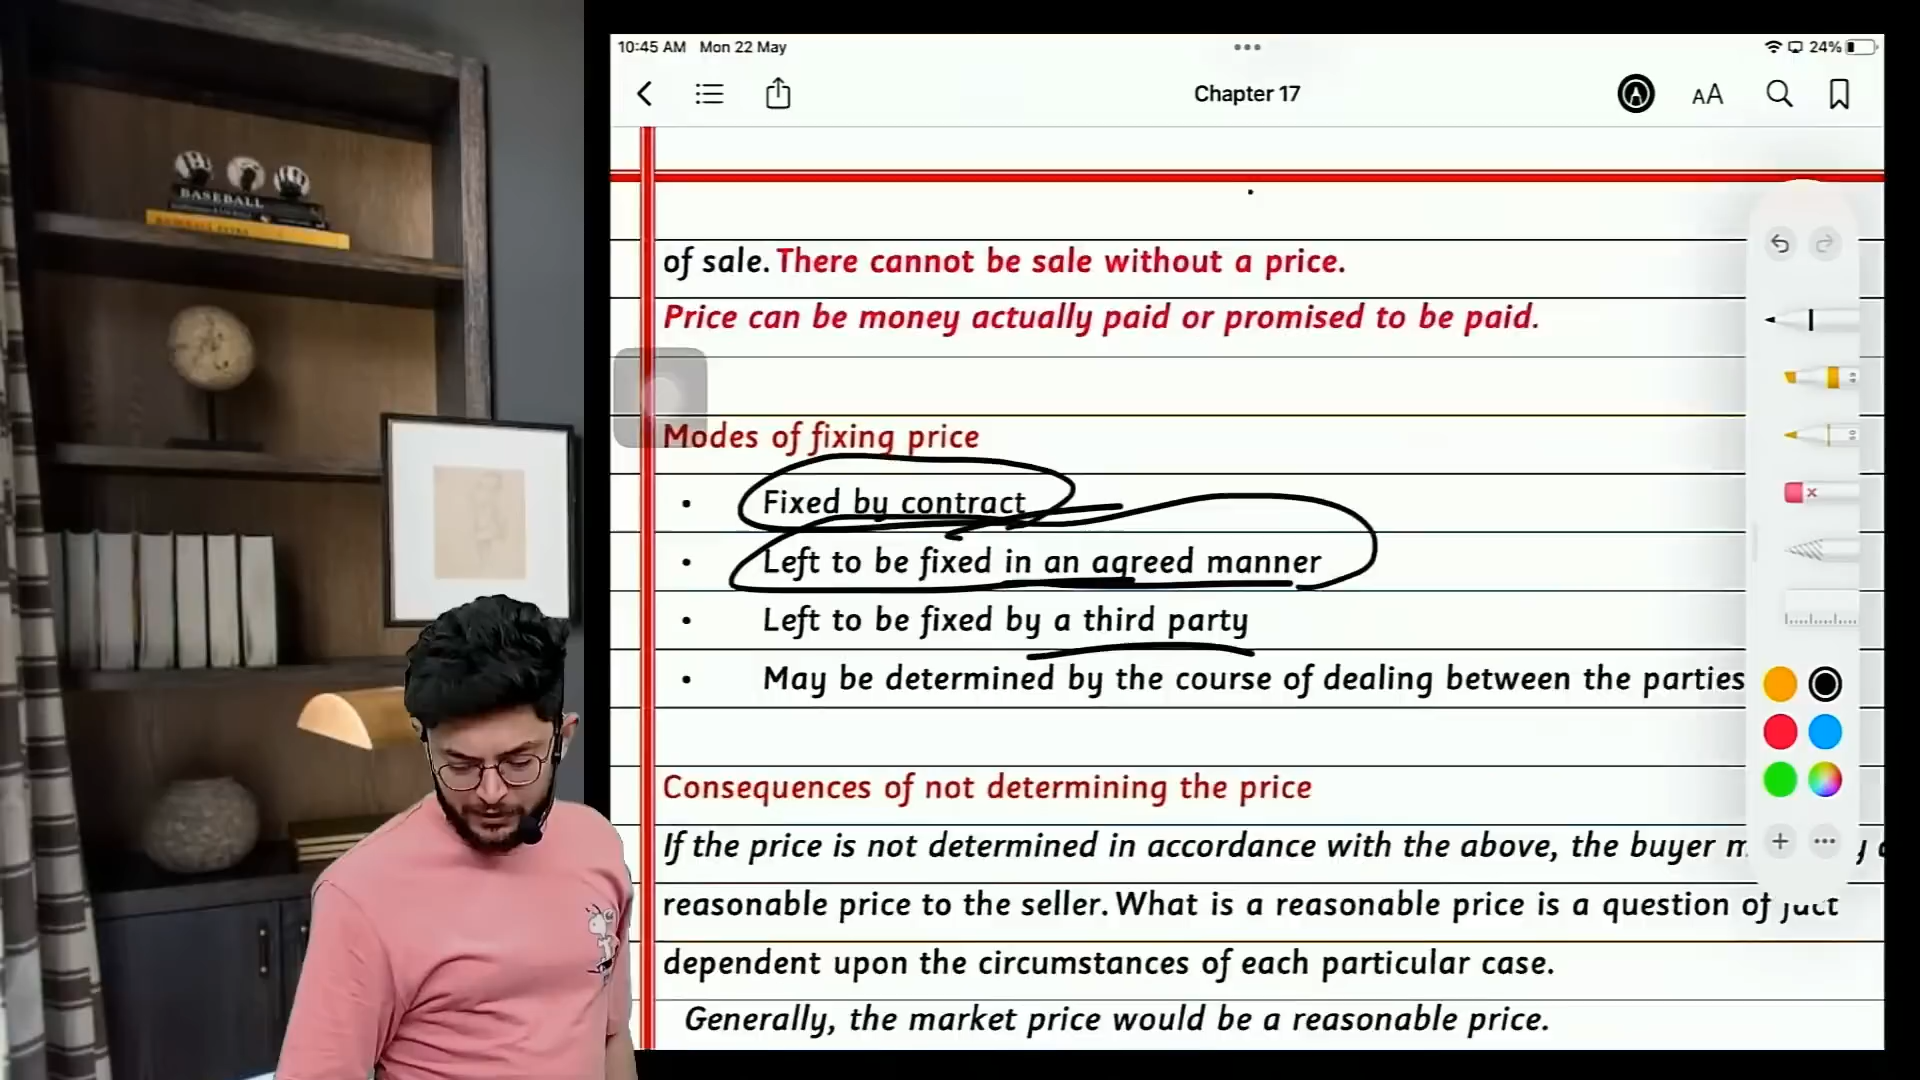 10:45 AM Mon 22 May
24%
Chapter 17
AA
BASEBALL
of sale. There cannot be sale without a price.
Price can be money actually paid or promised to be paid.
Modes of fixing price
• Fixed by contract
• Left to be fixed in an agreed manner
• Left to be fixed by a third party
• May be determined by the course of dealing between the parties
Consequences of not determining the price
If the price is not determined in accordance with the above, the buyer
reasonable price to the seller. What is a reasonable price is a question of fact
dependent upon the circumstances of each particular case.
Generally, the market price would be a reasonable price.